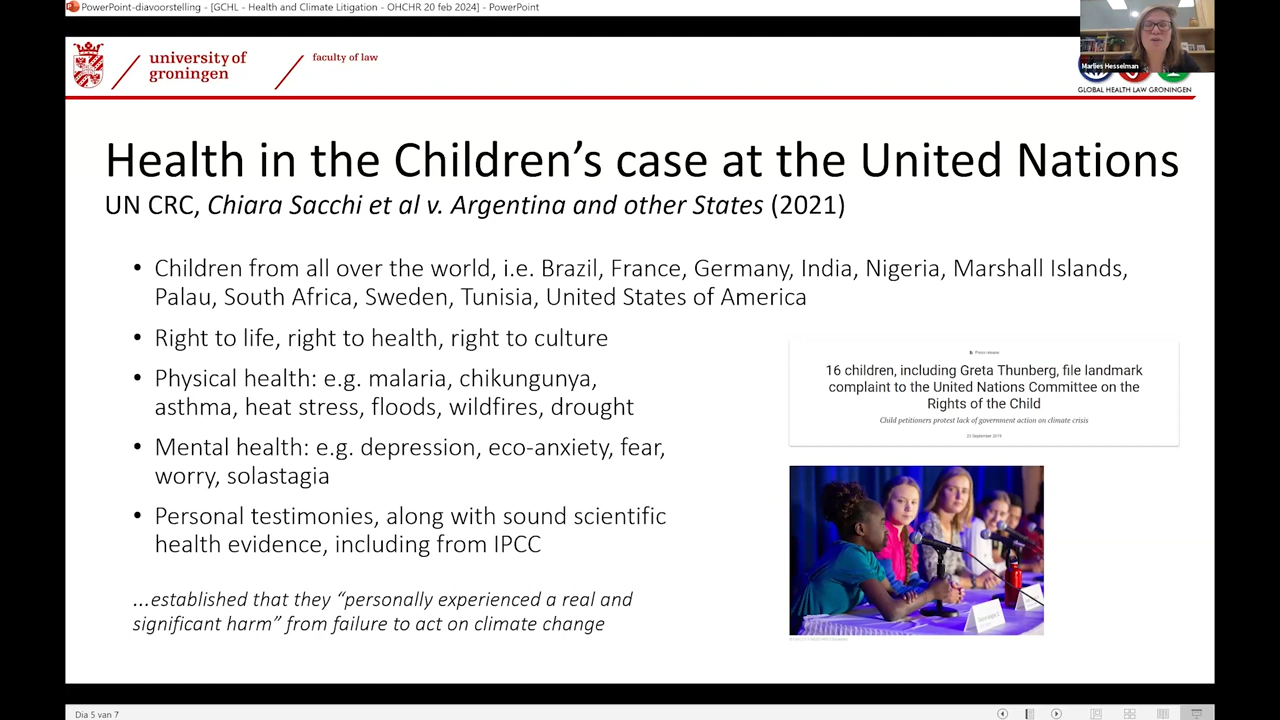 PowerPoint-diavoorstelling - [GCHL - Health and Climate Litigation - OHCHR 20 feb 2024] - PowerPoint
university of
groningen
faculty of law
Marlies Hesselman
GLOBAL HEALTH LAW GRONINGEN
Health in the Children’s case at the United Nations
UN CRC, Chiara Sacchi et al v. Argentina and other States (2021)
• Children from all over the world, i.e. Brazil, France, Germany, India, Nigeria, Marshall Islands,
Palau, South Africa, Sweden, Tunisia, United States of America
• Right to life, right to health, right to culture
• Physical health: e.g. malaria, chikungunya,
asthma, heat stress, floods, wildfires, drought
• Mental health: e.g. depression, eco-anxiety, fear,
worry, solastagia
• Personal testimonies, along with sound scientific
health evidence, including from IPCC
...established that they “personally experienced a real and
significant harm” from failure to act on climate change
Press release
16 children, including Greta Thunberg, file landmark
complaint to the United Nations Committee on the
Rights of the Child
Child petitioners protest lack of government action on climate crisis
23 September 2019
Dia 5 van 7